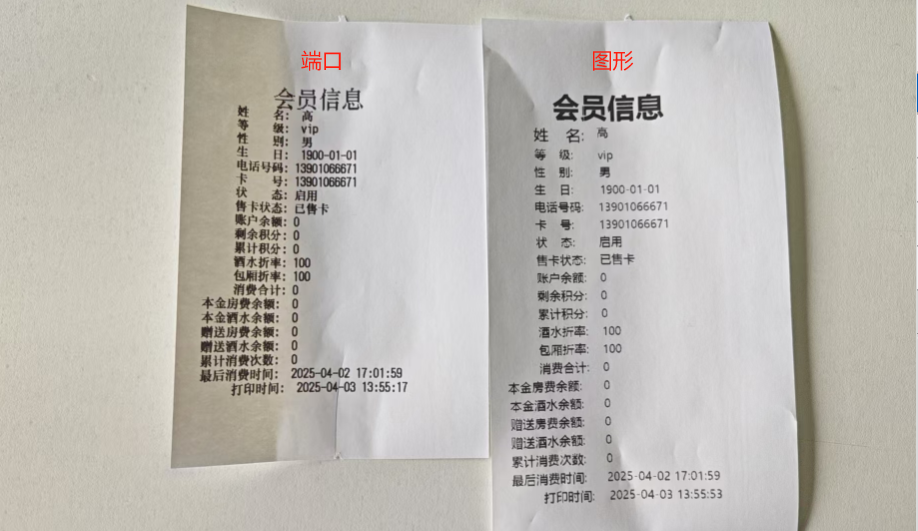 端口
会员信息
姓 名: 高
等 级: vip
性 别: 男
生 日: 1900-01-01
电话号码: 13901066671
卡 号: 13901066671
状 态: 启用
售卡状态: 已售卡
账户余额: 0
剩余积分: 0
累计积分: 0
酒水折率: 100
包厢折率: 100
消费合计: 0
本金房费余额: 0
本金酒水余额: 0
赠送房费余额: 0
赠送酒水余额: 0
累计消费次数: 0
最后消费时间: 2025-04-02 17:01:59
打印时间: 2025-04-03 13:55:17
图形
会员信息
姓 名: 高
等 级: vip
性 别: 男
生 日: 1900-01-01
电话号码: 13901066671
卡 号: 13901066671
状 态: 启用
售卡状态: 已售卡
账户余额: 0
剩余积分: 0
累计积分: 0
酒水折率: 100
包厢折率: 100
消费合计: 0
本金房费余额: 0
本金酒水余额: 0
赠送房费余额: 0
赠送酒水余额: 0
累计消费次数: 0
最后消费时间: 2025-04-02 17:01:59
打印时间: 2025-04-03 13:55:53